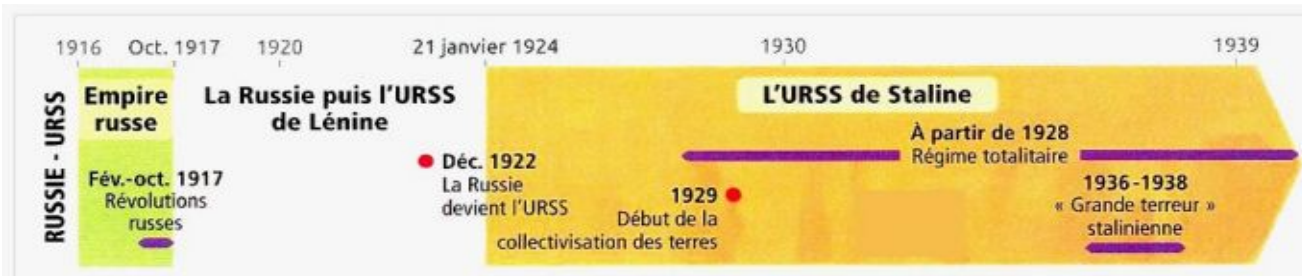 1916 Oct. 1917 1920 21 janvier 1924 1930 1939
RUSSIE - URSS
Empire
russe
La Russie puis l'URSS
de Lénine
L'URSS de Staline
Fév.-oct. 1917
Révolutions
russes
Déc. 1922
La Russie
devient l'URSS
1929
Début de la
collectivisation des terres
À partir de 1928
Régime totalitaire
1936-1938
« Grande terreur »
stalinienne